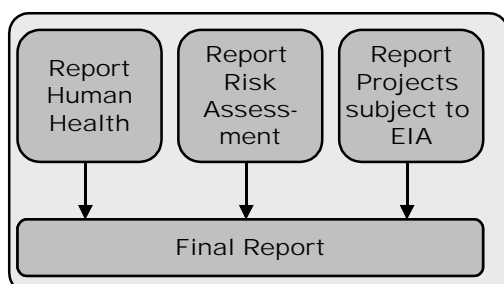 Report
Human
Health
Report
Risk
Assess-
ment
Report
Projects
subject to
EIA
Final Report